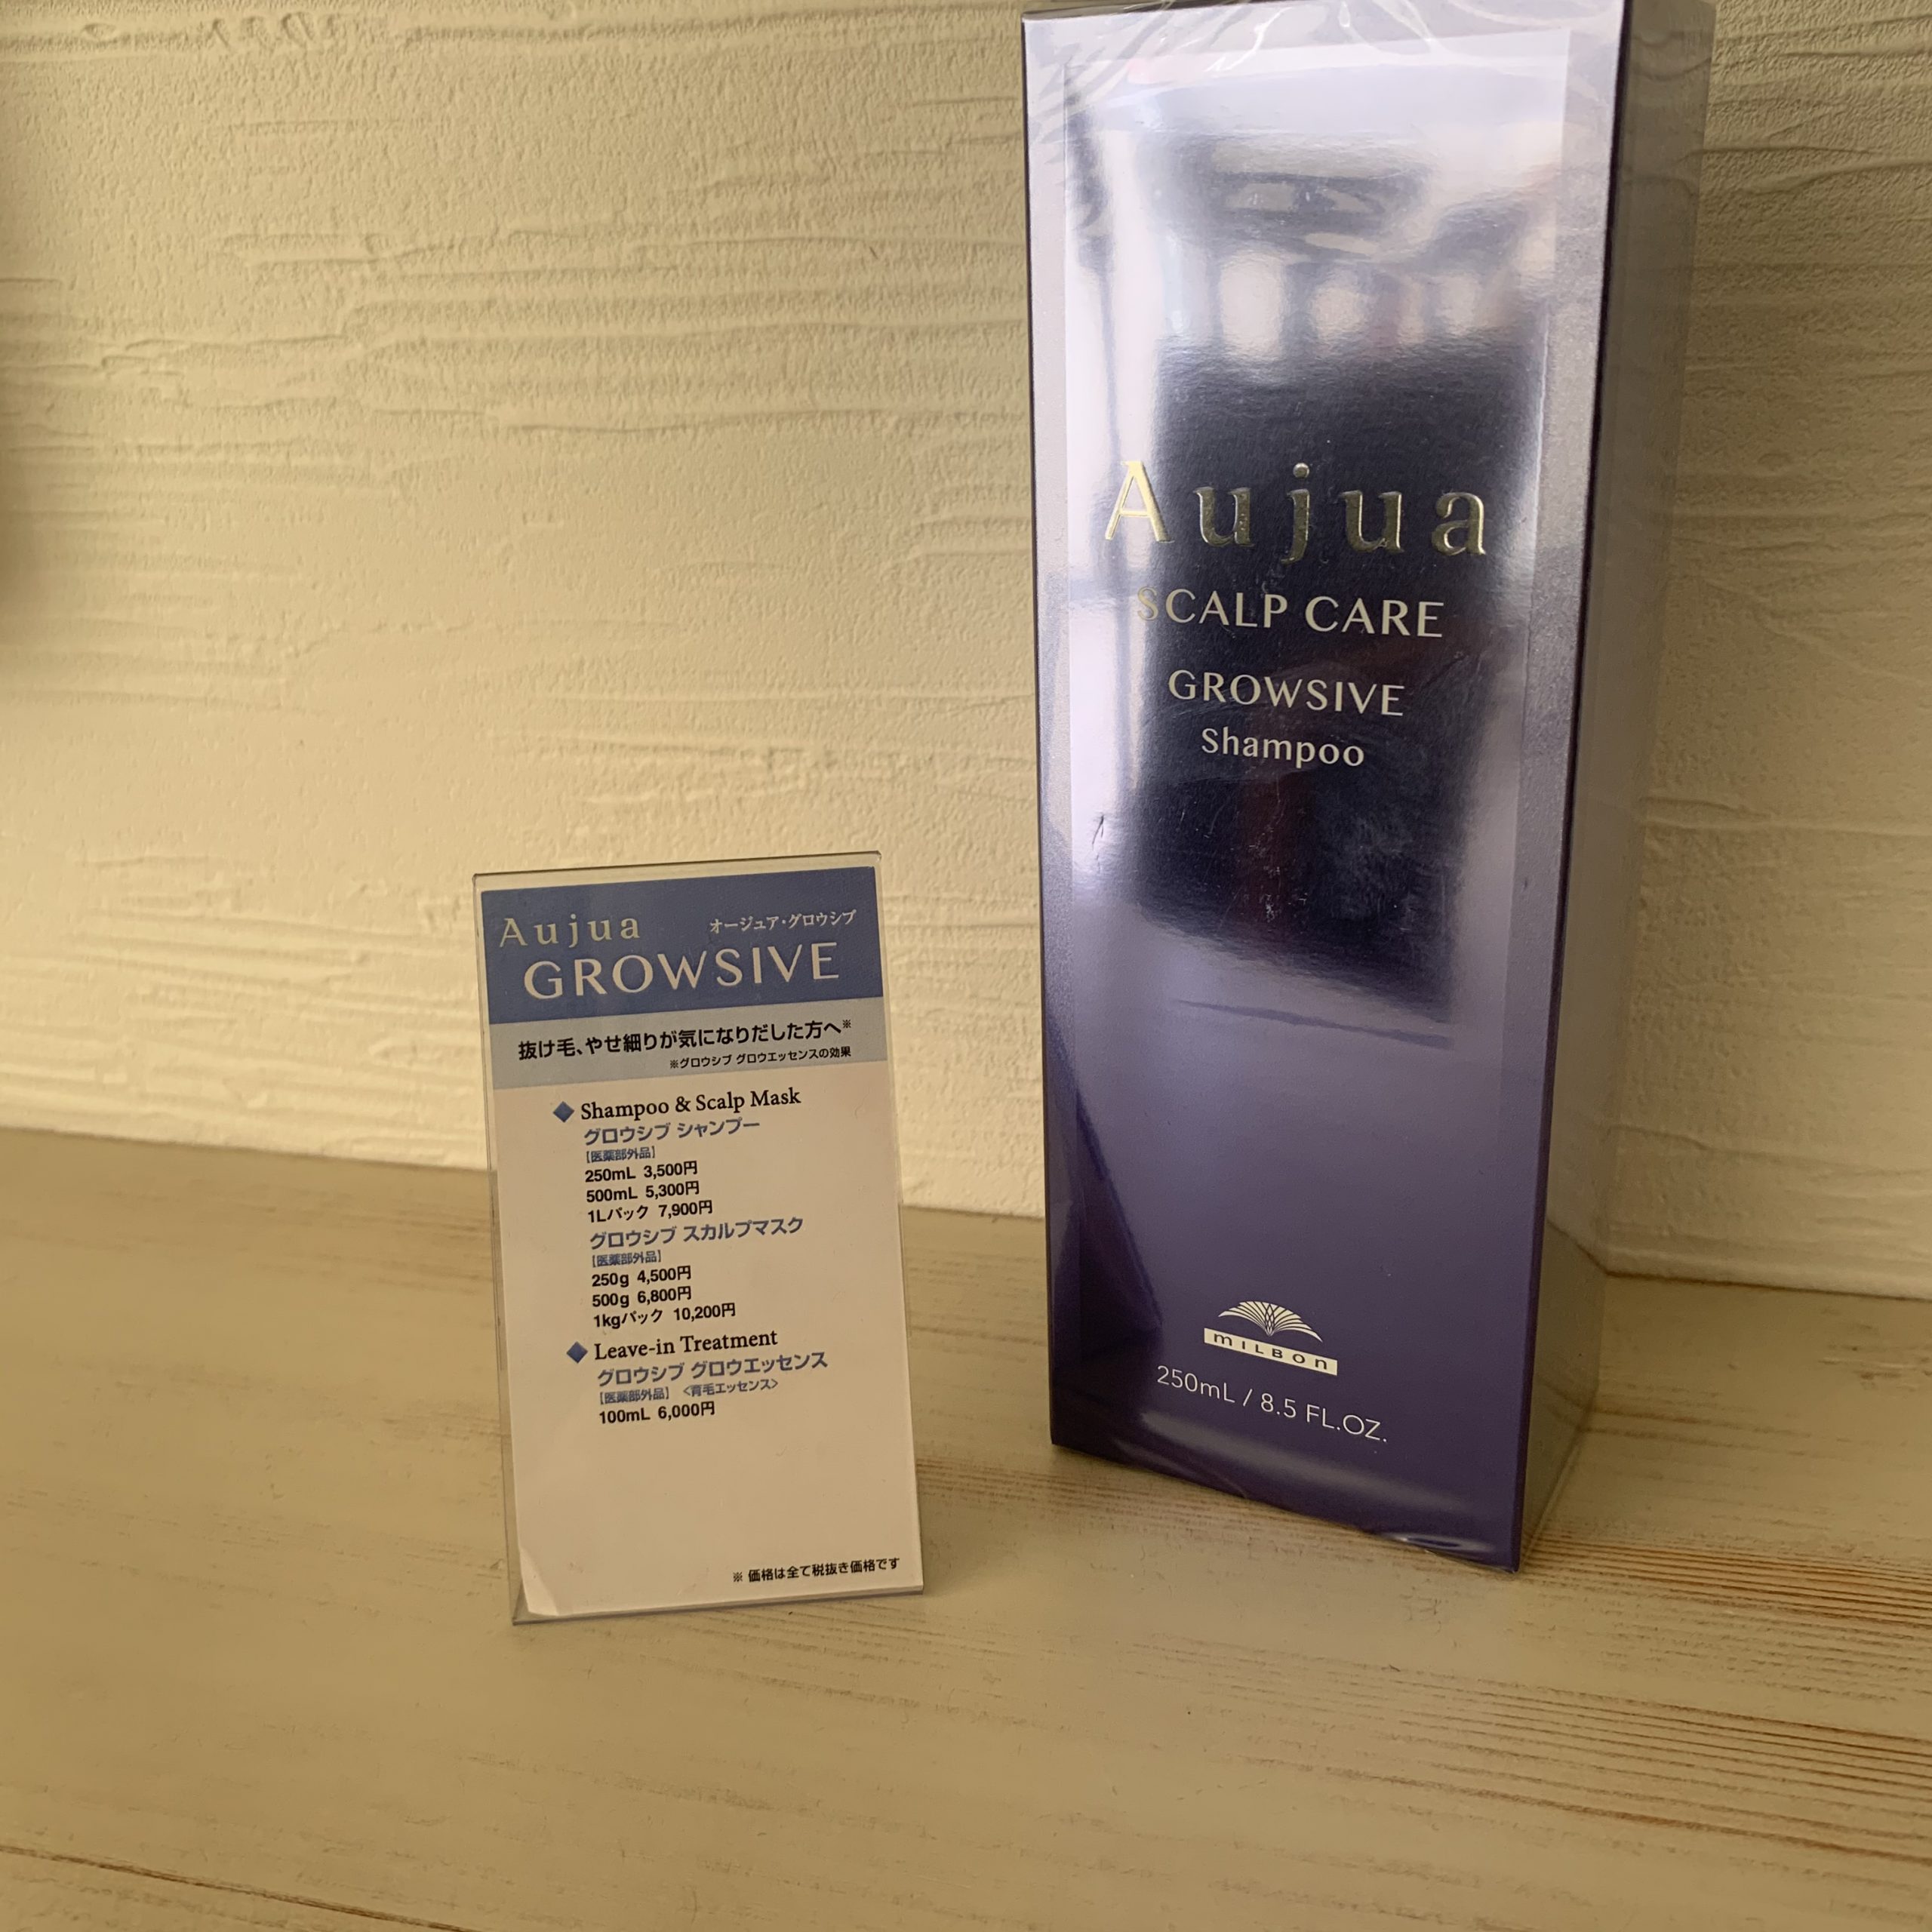 Aujua オージュア・グロウシブ
GROWSIVE
抜け毛、やせ細りが気になりだした方へ※
※グロウシブ グロウエッセンスの効果
Shampoo & Scalp Mask
グロウシブ シャンプー
【医薬部外品】
250mL 3,500円
500mL 5,300円
1Lパック 7,900円
グロウシブ スカルプマスク
【医薬部外品】
250g 4,500円
500g 6,800円
1kgパック 10,200円
Leave-in Treatment
グロウシブ グロウエッセンス
【医薬部外品】 <育毛エッセンス>
100mL 6,000円
※ 価格は全て税抜き価格です
Aujua
SCALP CARE
GROWSIVE
Shampoo
MILBON
250mL / 8.5 FL.OZ.